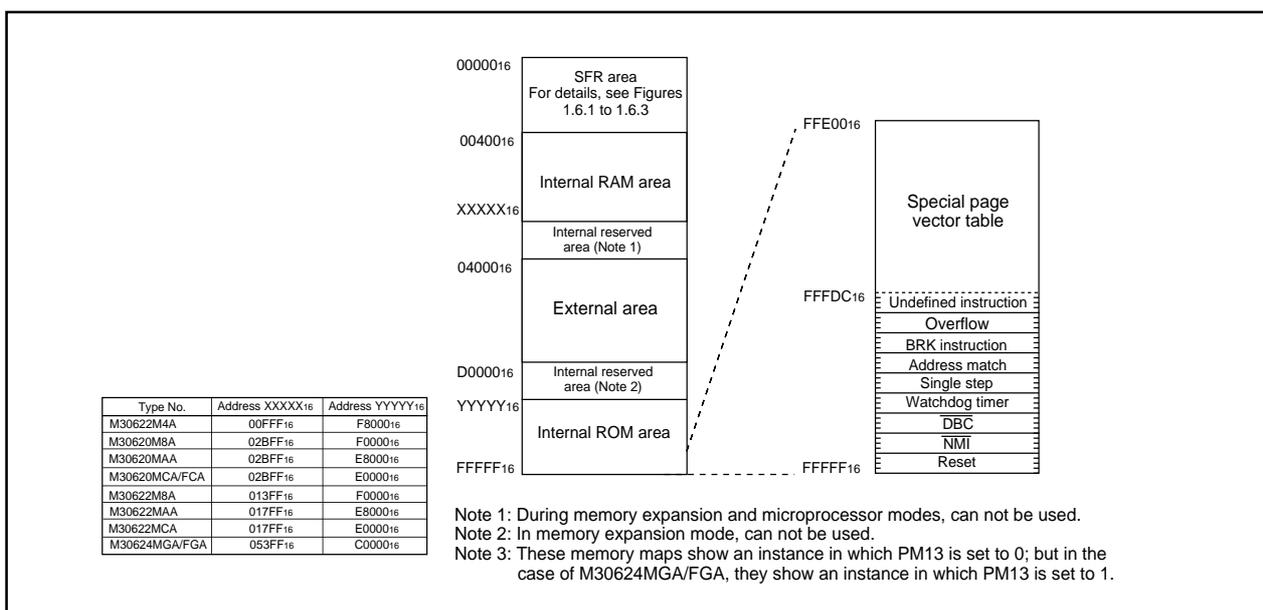 0000016
SFR area
For details, see Figures
1.6.1 to 1.6.3
0040016
Internal RAM area
XXXXX16
Internal reserved
area (Note 1)
0400016
External area
D000016
Internal reserved
area (Note 2)
YYYYY16
Internal ROM area
FFFFF16
FFE0016
Special page
vector table
FFFDC16
Undefined instruction
Overflow
BRK instruction
Address match
Single step
Watchdog timer
DBC
NMI
Reset
FFFFF16
Type No. Address XXXXX16 Address YYYYY16
M30622M4A 00FFF16 F800016
M30620M8A 02BFF16 F000016
M30620MAA 02BFF16 E800016
M30620MCA/FCA 02BFF16 E000016
M30622M8A 013FF16 F000016
M30622MAA 017FF16 E800016
M30622MCA 017FF16 E000016
M30624MGA/FGA 053FF16 C000016
Note 1: During memory expansion and microprocessor modes, can not be used.
Note 2: In memory expansion mode, can not be used.
Note 3: These memory maps show an instance in which PM13 is set to 0; but in the
case of M30624MGA/FGA, they show an instance in which PM13 is set to 1.